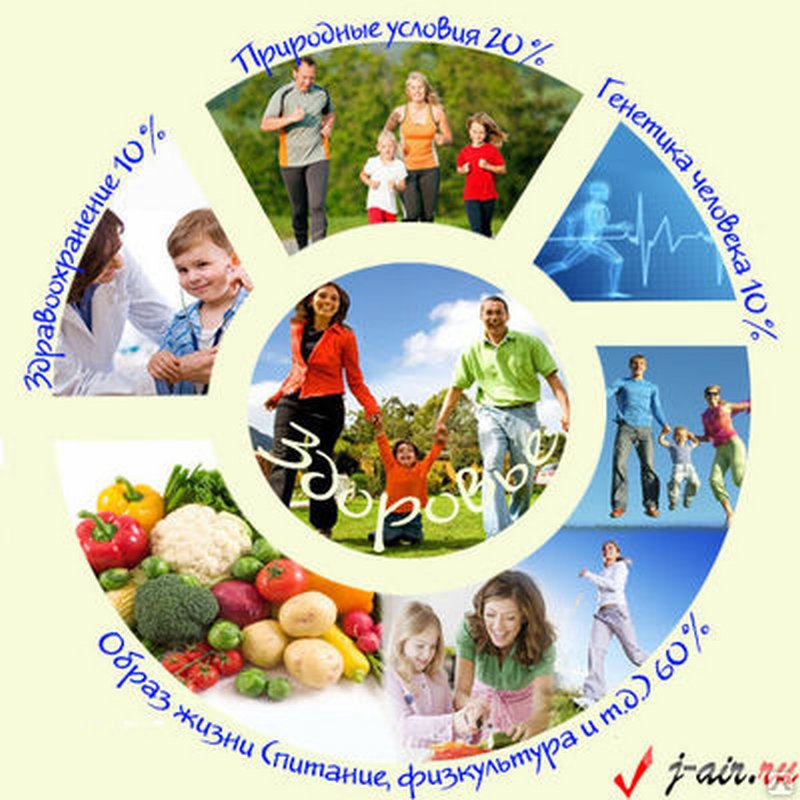 Природные условия 20%
Генетика человека 10%
Здравоохранение 10%
Здоровье
Образ жизни (питание, физкультура и т.д.) 60%
j-air.ru